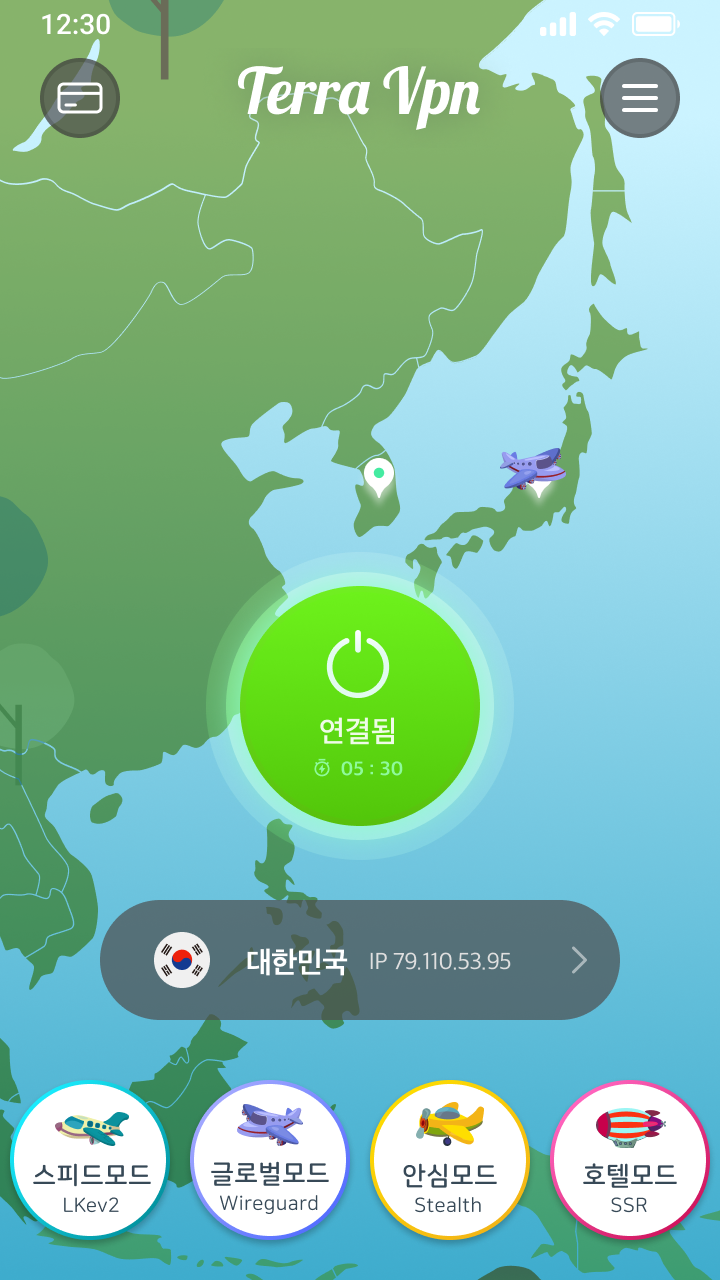 12:30
Terra Vpn
연결됨
05 : 30
대한민국 IP 79.110.53.95
스피드모드
LKev2
글로벌모드
Wireguard
안심모드
Stealth
호텔모드
SSR